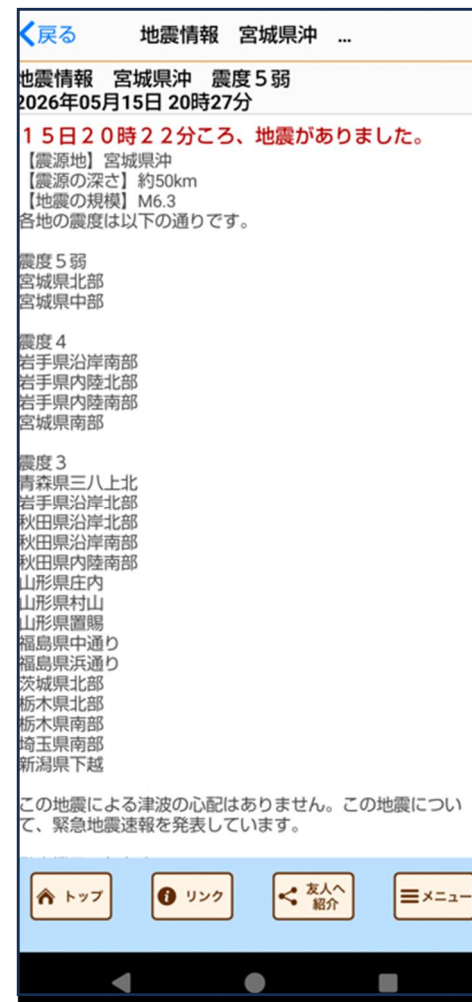 戻る
地震情報　宮城県沖　...
地震情報　宮城県沖　震度５弱
2026年05月15日 20時27分
１５日２０時２２分ころ、地震がありました。
【震源地】宮城県沖
【震源の深さ】約50km
【地震の規模】M6.3
各地の震度は以下の通りです。
震度５弱
宮城県北部
宮城県中部
震度４
岩手県沿岸南部
岩手県内陸北部
岩手県内陸南部
宮城県南部
震度３
青森県三八上北
岩手県沿岸北部
秋田県沿岸北部
秋田県沿岸南部
秋田県内陸南部
山形県庄内
山形県村山
山形県置賜
福島県中通り
福島県浜通り
茨城県北部
栃木県北部
栃木県南部
埼玉県南部
新潟県下越
この地震による津波の心配はありません。この地震につい
て、緊急地震速報を発表しています。
トップ
リンク
友人へ
紹介
メニュー